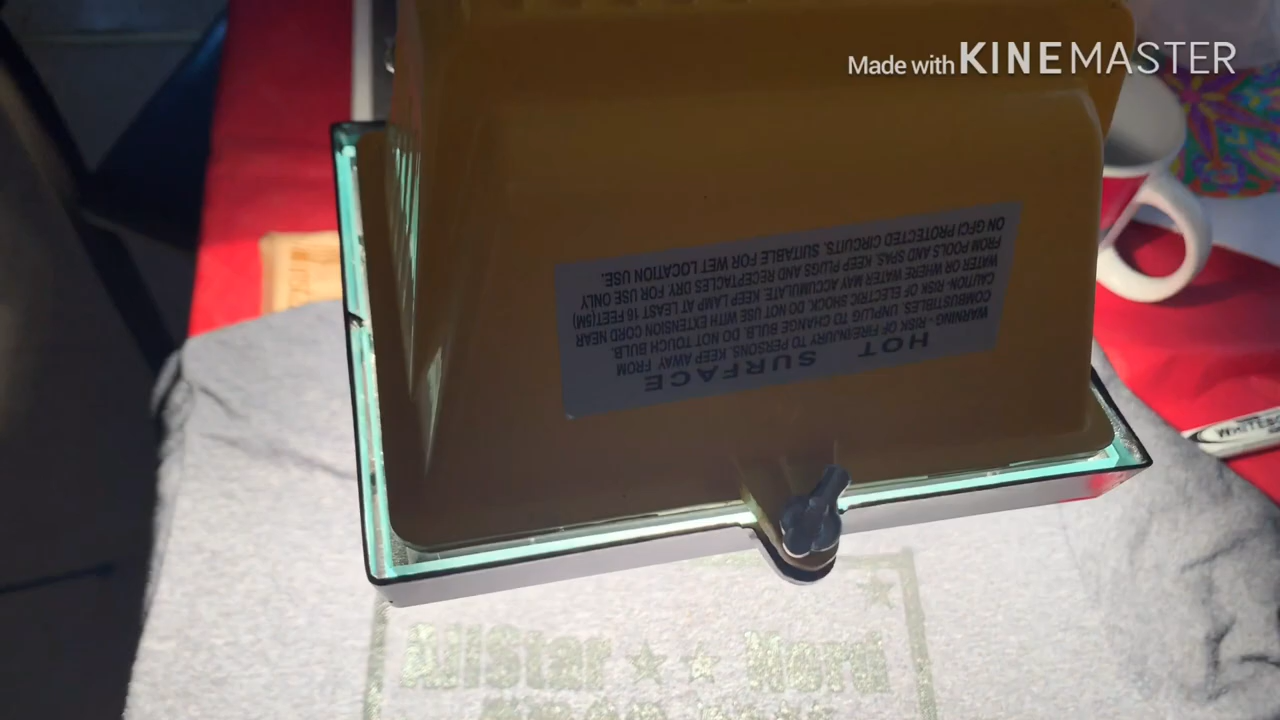 Made with KINEMASTER
HOT SURFACE
WARNING - RISK OF FIRE/INJURY TO PERSONS. KEEP AWAY FROM
COMBUSTIBLES. UNPLUG TO CHANGE BULB. DO NOT TOUCH BULB.
CAUTION- RISK OF ELECTRIC SHOCK. DO NOT USE WITH EXTENSION CORD NEAR
WATER OR WHERE WATER MAY ACCUMULATE. KEEP LAMP AT LEAST 16 FEET(5M)
FROM POOLS AND SPAS. KEEP PLUGS AND RECEPTACLES DRY. FOR USE ONLY
ON GFCI PROTECTED CIRCUITS. SUITABLE FOR WET LOCATION USE.
AllStar ★ ★ Nerd